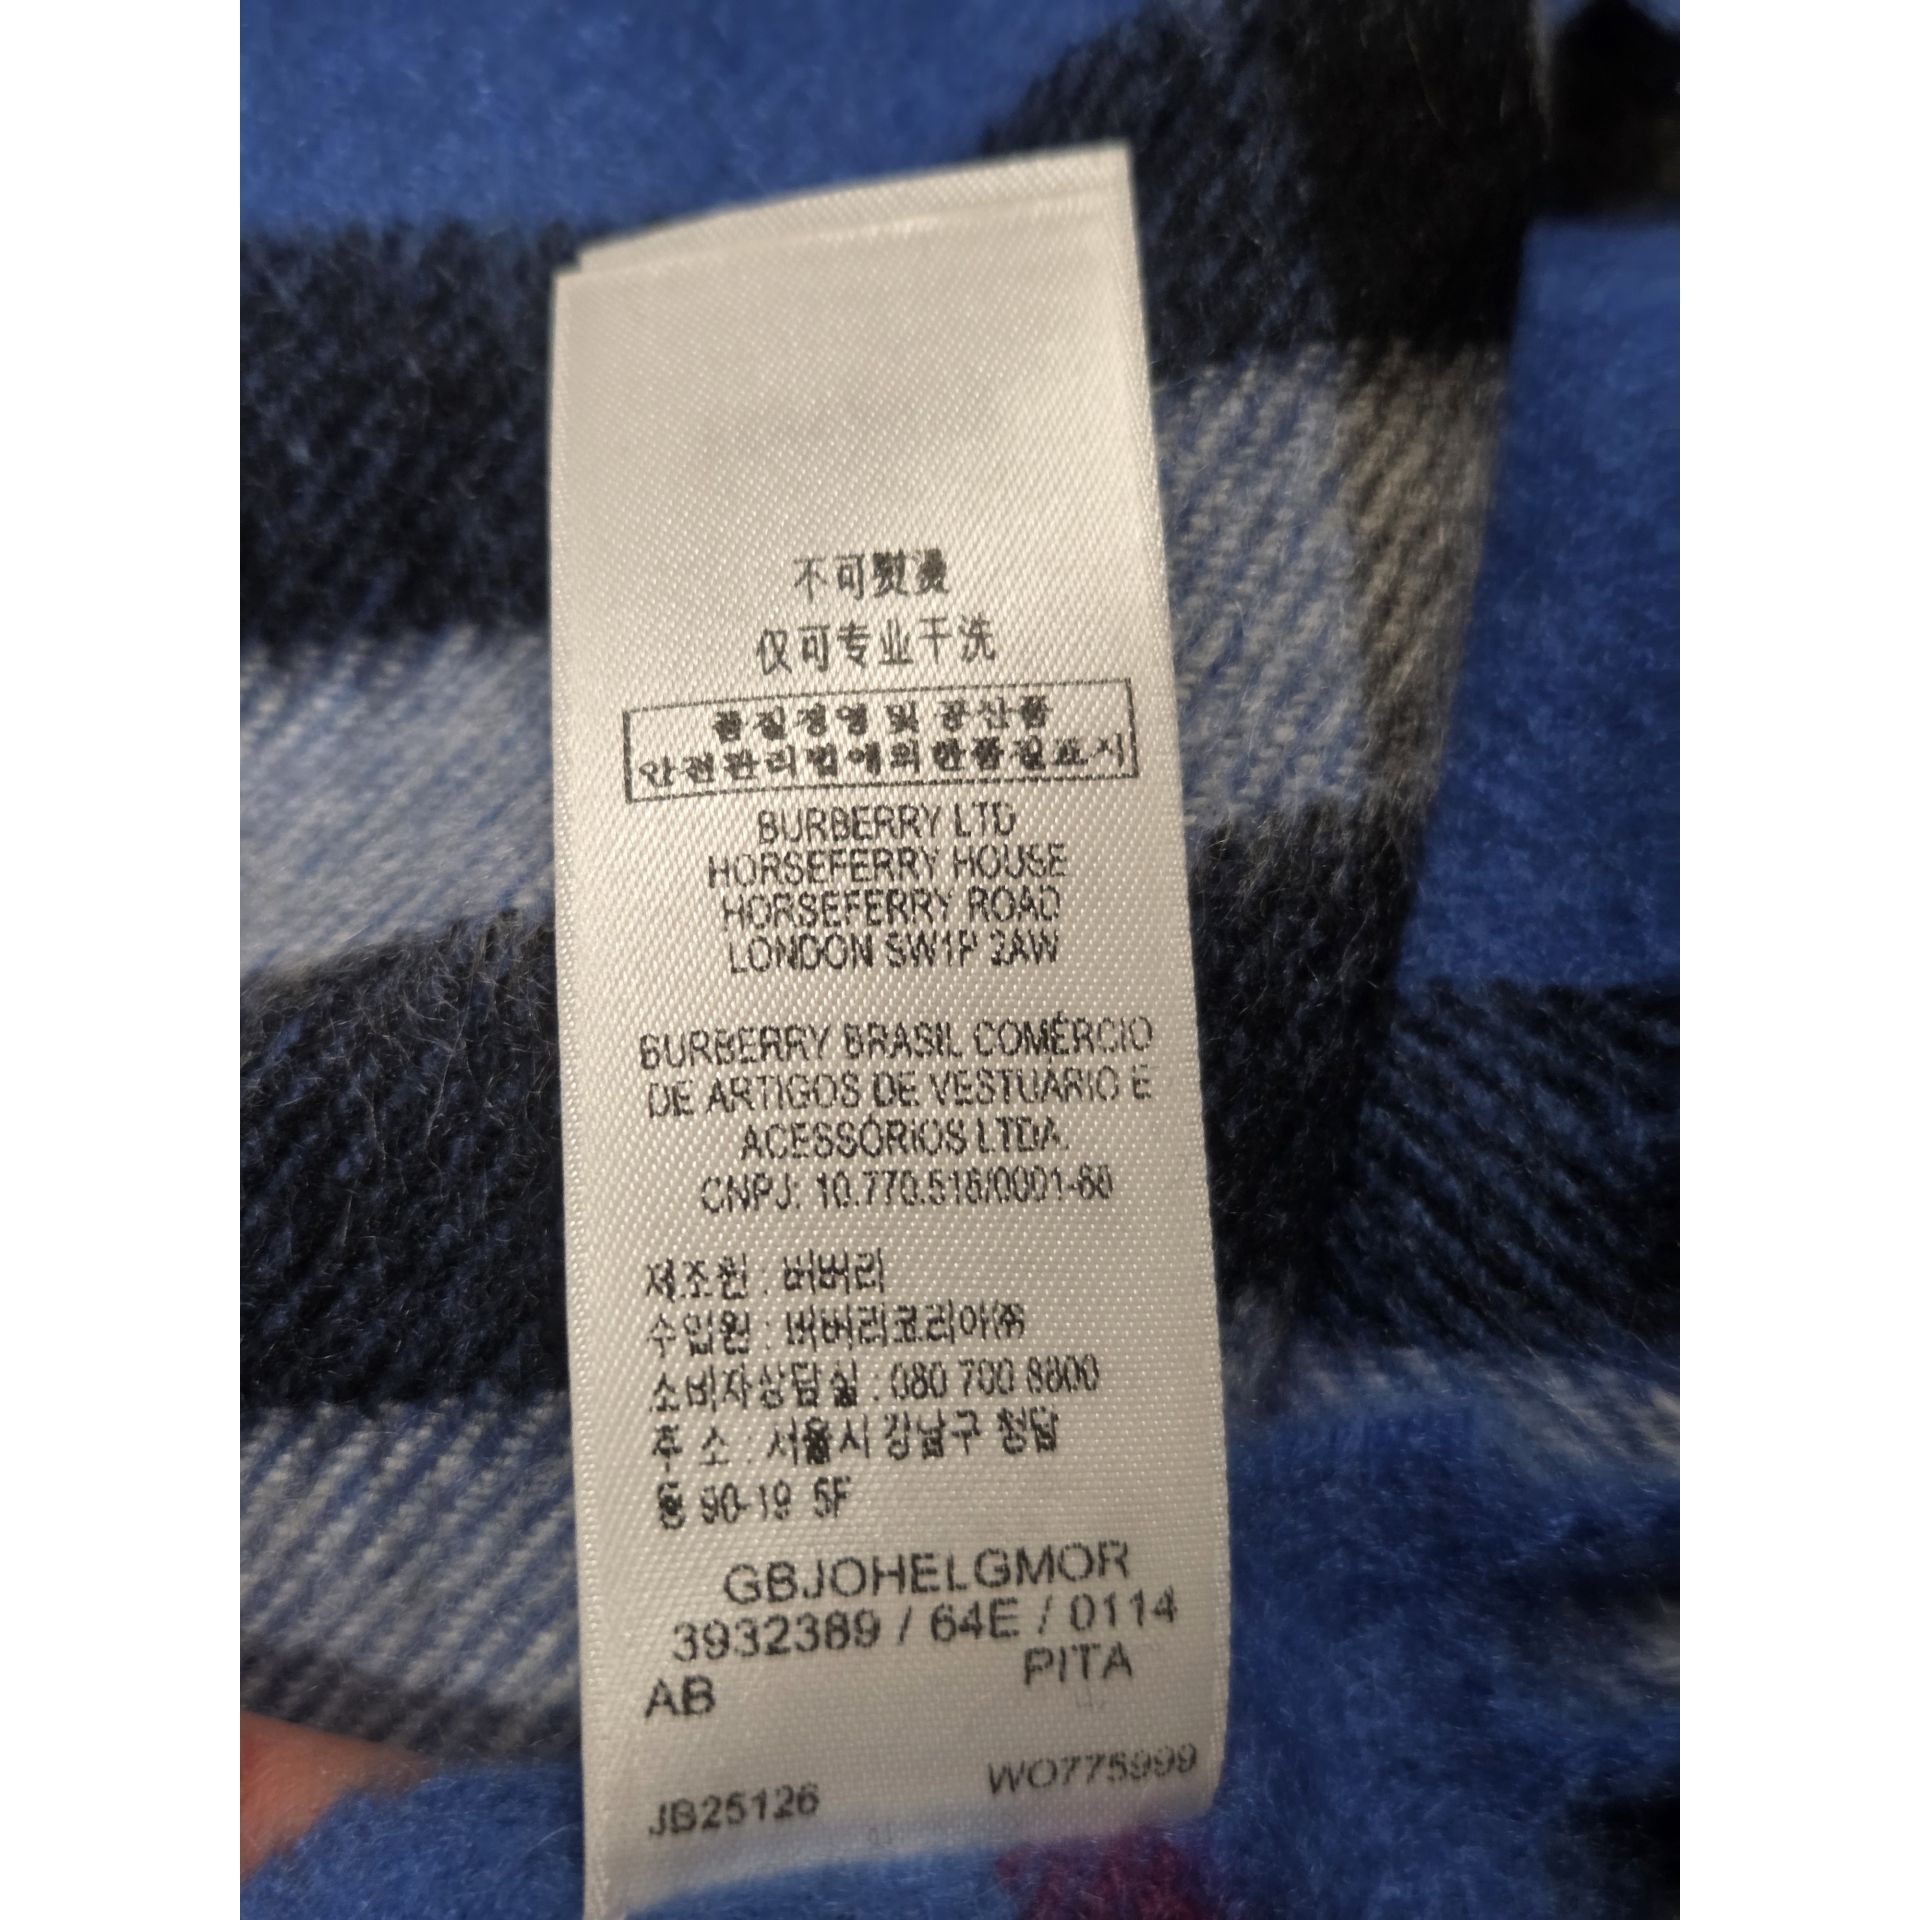 不可熨烫
仅可专业干洗
품질경영 및 공산품
안전관리법에의한품질표시
BURBERRY LTD
HORSEFERRY HOUSE
HORSEFERRY ROAD
LONDON SW1P 2AW
BURBERRY BRASIL COMÉRCIO
DE ARTIGOS DE VESTUÁRIO E
ACESSÓRIOS LTDA.
CNPJ: 10.770.516/0001-60
제조원 : 버버리
수입원 : 버버리코리아㈜
소비자상담실 : 080 700 8800
주 소 : 서울시 강남구 청담
동 90-19 5F
GBJOHELGMOR
3932389 / 64E / 0114
AB PITA
JB25126 WO775999